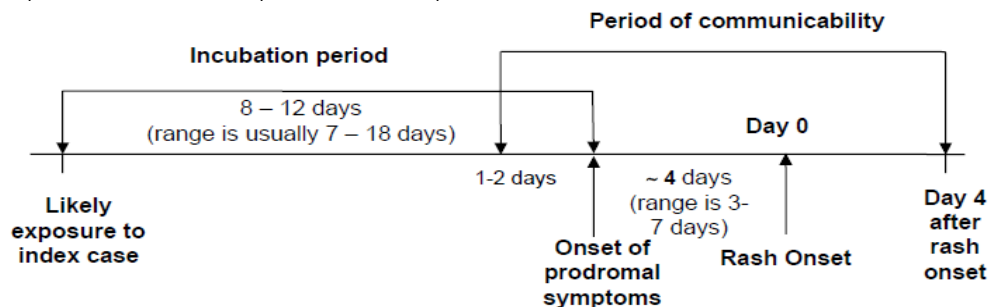 Period of communicability
Incubation period
8 – 12 days
(range is usually 7 – 18 days)
Day 0
1-2 days
~ 4 days
(range is 3-
7 days)
Likely
exposure to
index case
Onset of
prodromal
symptoms
Rash Onset
Day 4
after
rash
onset